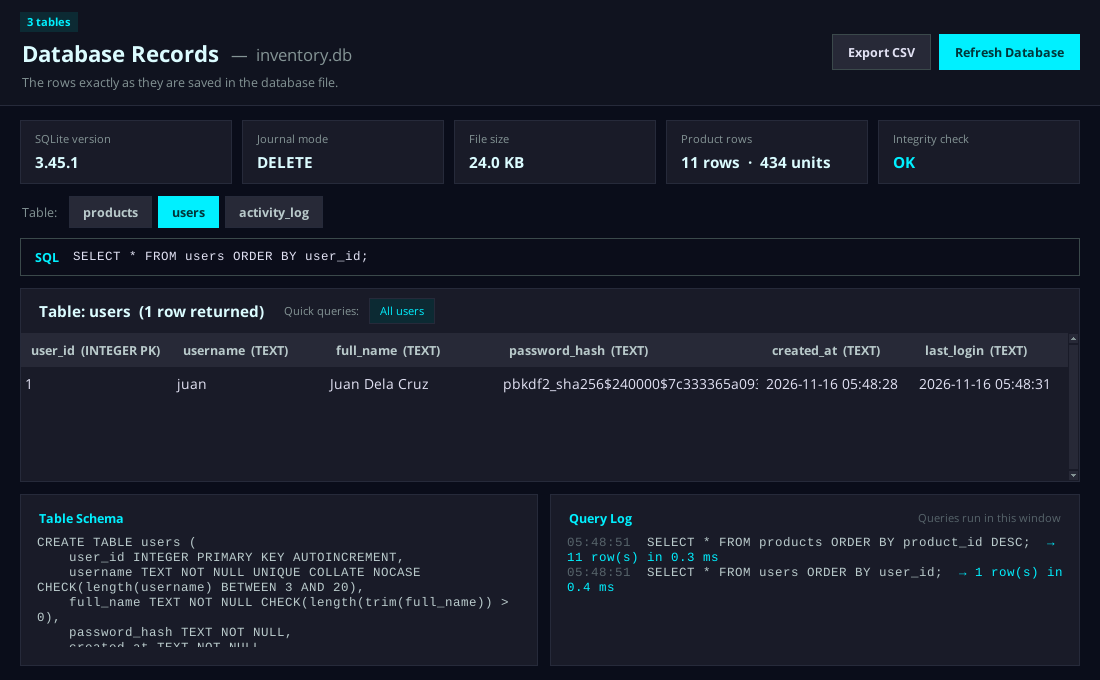 3 tables
Database Records — inventory.db
The rows exactly as they are saved in the database file.
Export CSV
Refresh Database
SQLite version
3.45.1
Journal mode
DELETE
File size
24.0 KB
Product rows
11 rows · 434 units
Integrity check
OK
Table:
products
users
activity_log
SQL SELECT * FROM users ORDER BY user_id;
Table: users (1 row returned)
Quick queries:
All users
user_id (INTEGER PK) username (TEXT) full_name (TEXT) password_hash (TEXT) created_at (TEXT) last_login (TEXT)
1 juan Juan Dela Cruz pbkdf2_sha256$240000$7c333365a093 2026-11-16 05:48:28 2026-11-16 05:48:31
Table Schema
CREATE TABLE users (
user_id INTEGER PRIMARY KEY AUTOINCREMENT,
username TEXT NOT NULL UNIQUE COLLATE NOCASE
CHECK(length(username) BETWEEN 3 AND 20),
full_name TEXT NOT NULL CHECK(length(trim(full_name)) >
0),
password_hash TEXT NOT NULL,
created_at TEXT NOT NULL
Query Log
Queries run in this window
05:48:51 SELECT * FROM products ORDER BY product_id DESC; →
11 row(s) in 0.3 ms
05:48:51 SELECT * FROM users ORDER BY user_id; → 1 row(s) in
0.4 ms